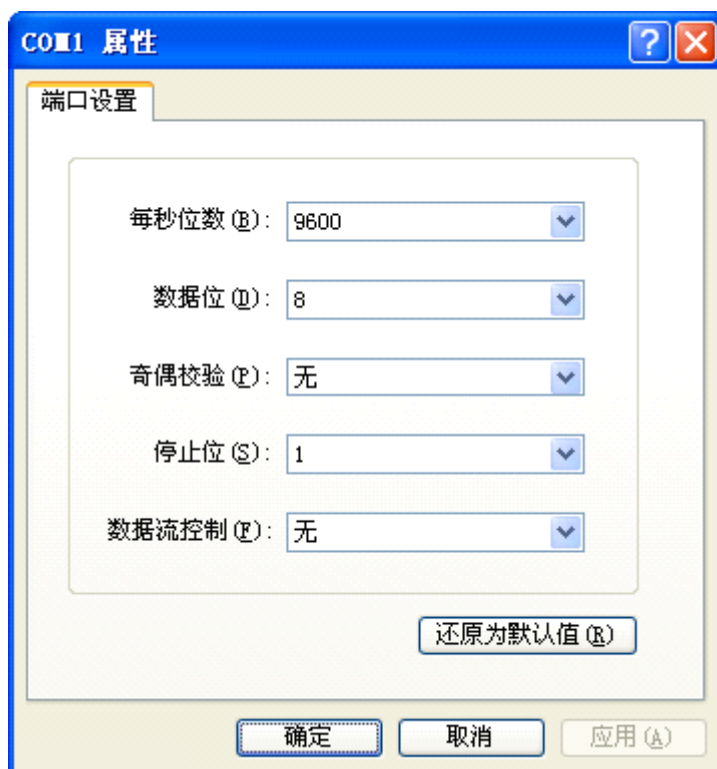 COM1 属性
端口设置
每秒位数(B): 9600
数据位(D): 8
奇偶校验(P): 无
停止位(S): 1
数据流控制(F): 无
还原为默认值(R)
确定 取消 应用(A)